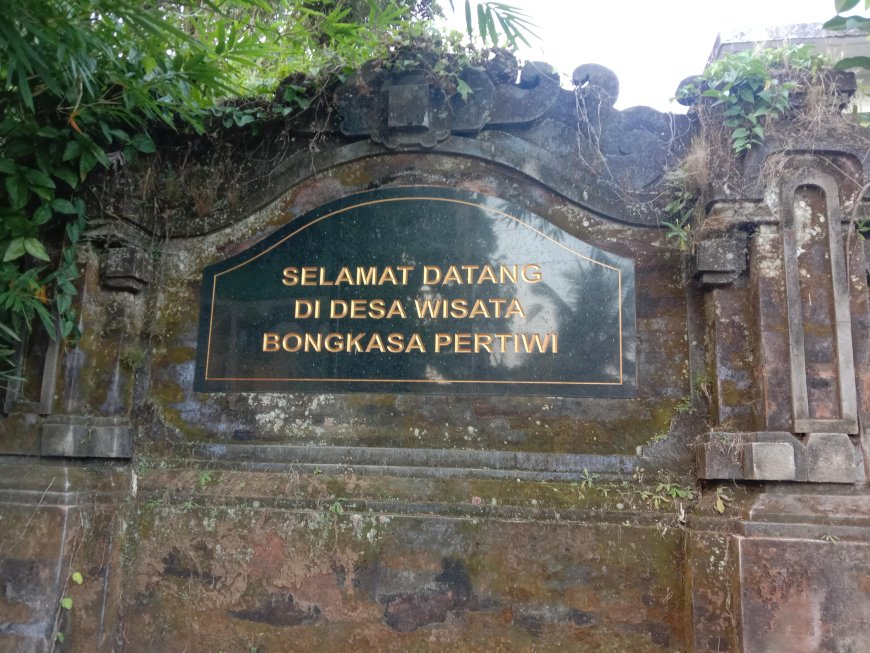 SELAMAT DATANG
DI DESA WISATA
BONGKASA PERTIWI